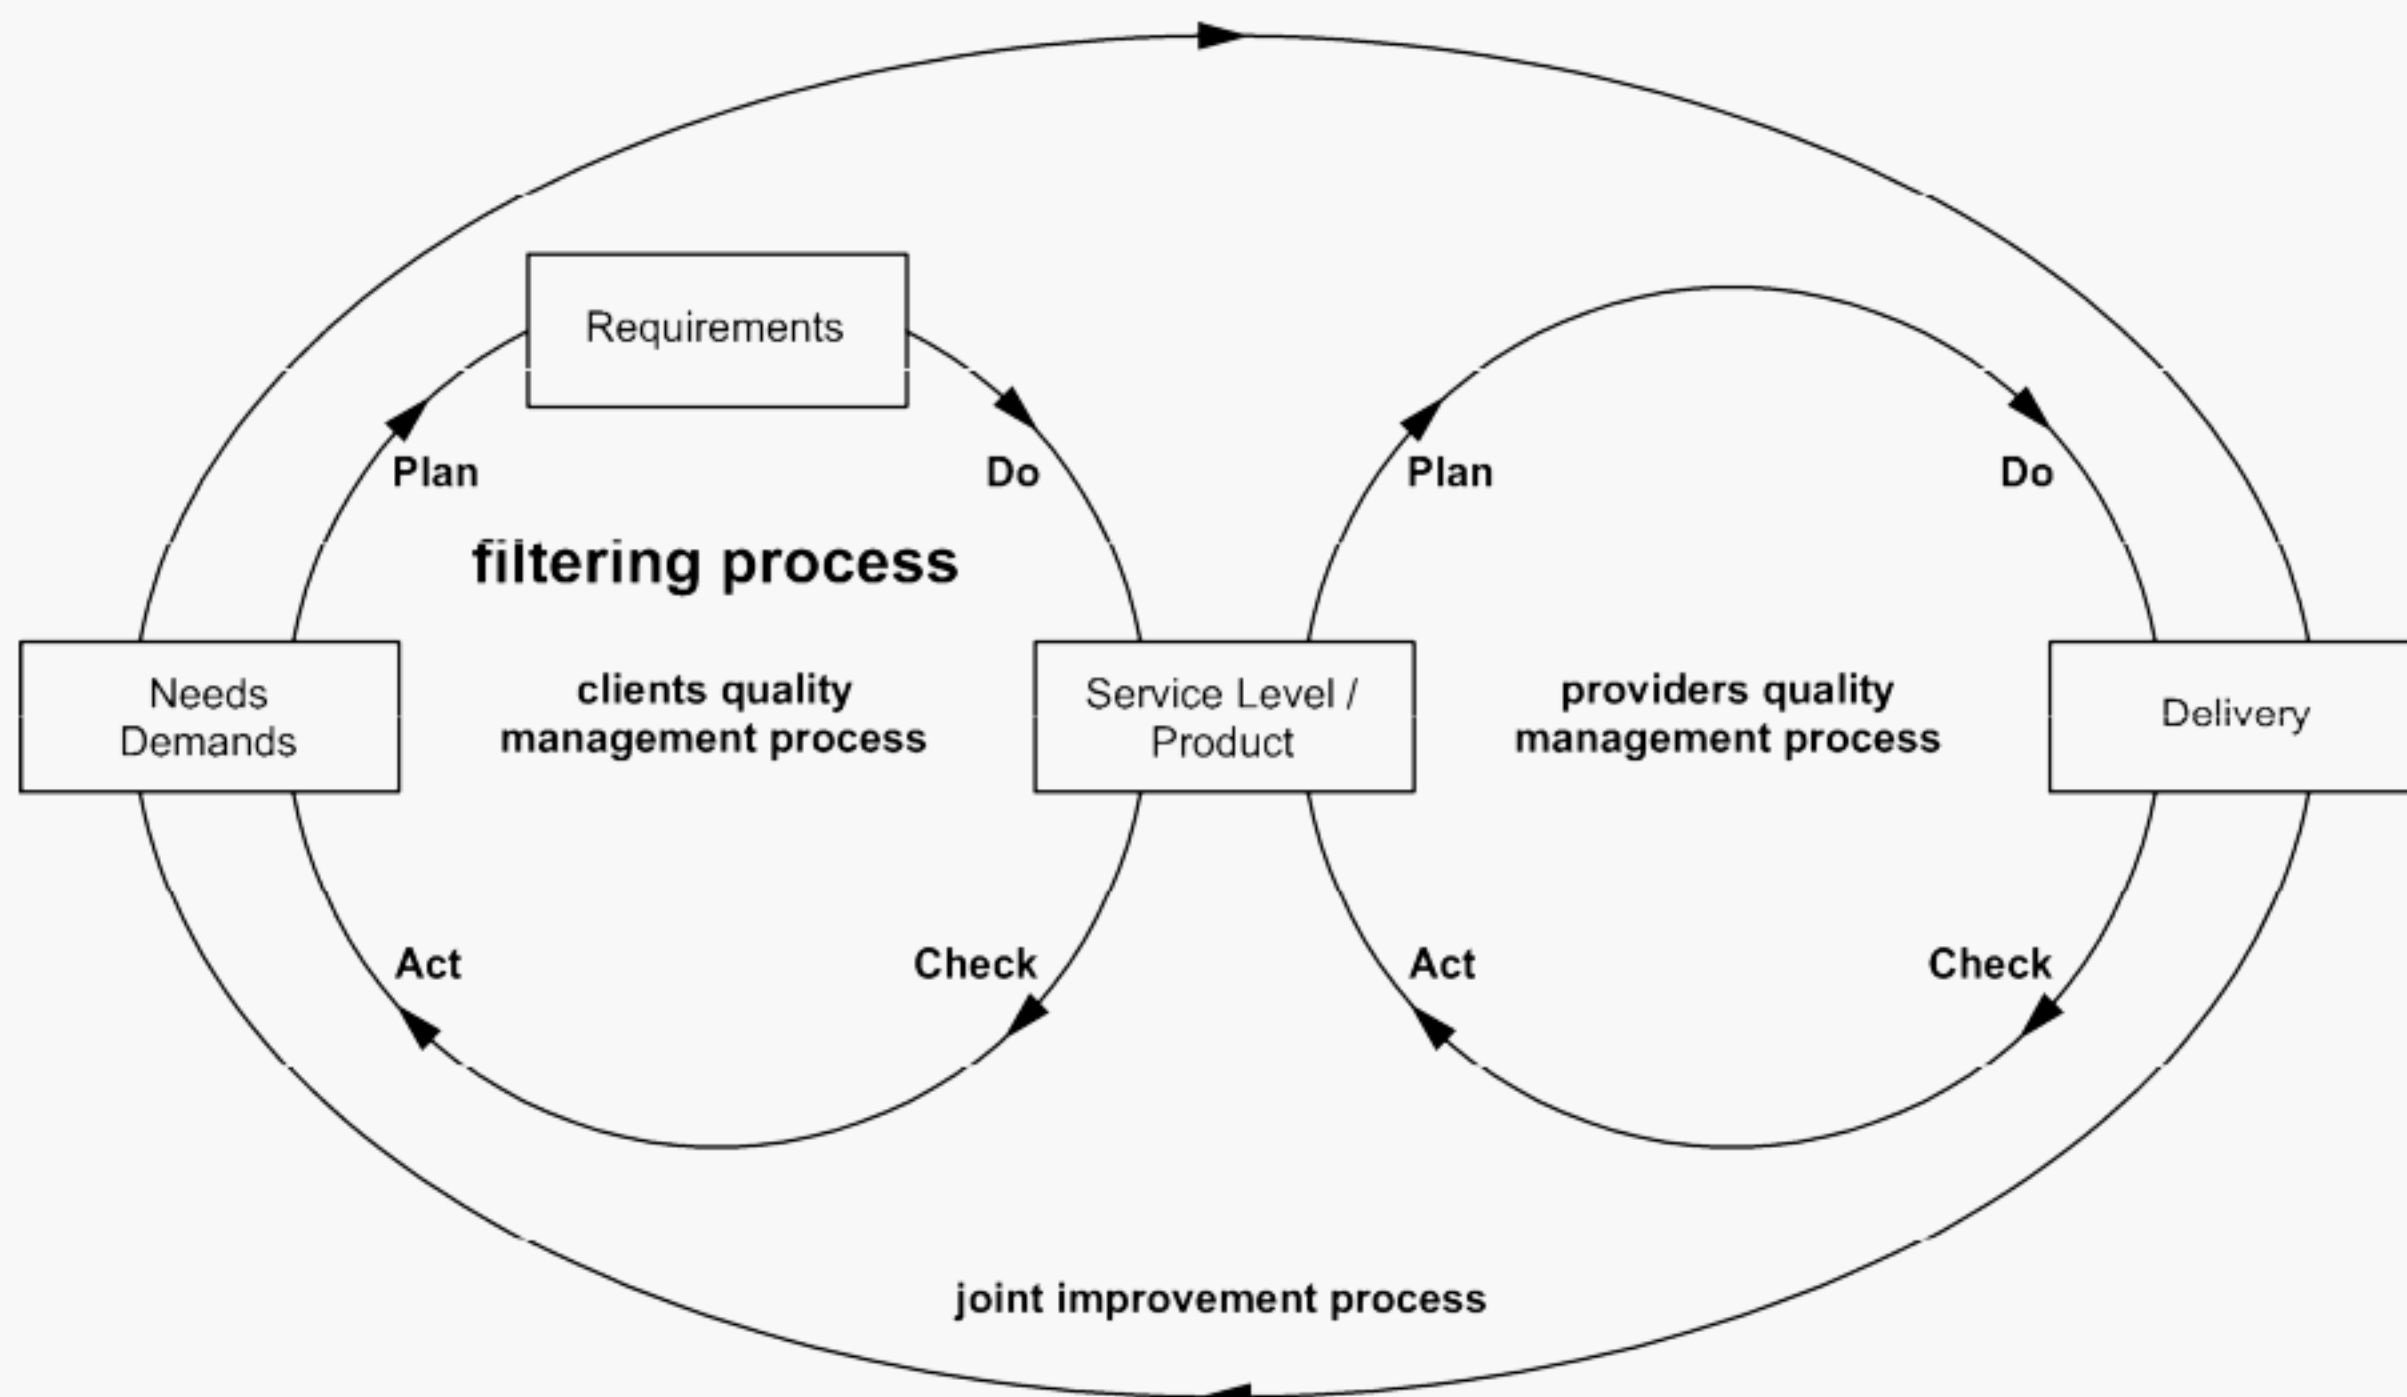 Requirements
Plan
Do
Plan
Do
filtering process
Needs
Demands
clients quality
management process
Service Level /
Product
providers quality
management process
Delivery
Act
Check
Act
Check
joint improvement process